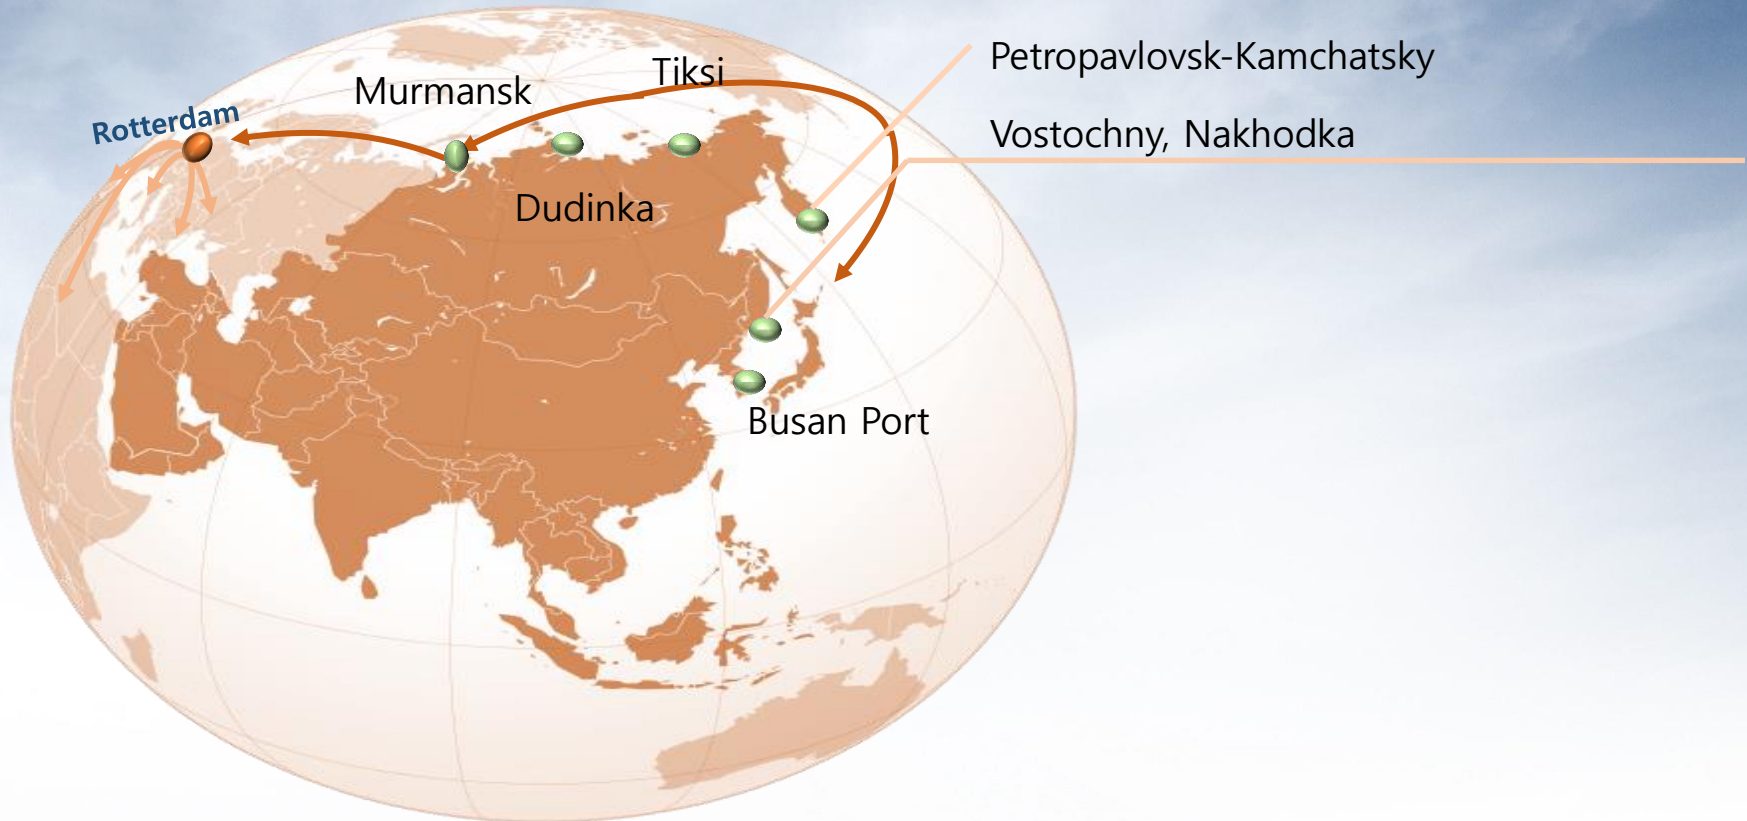 Petropavlovsk-Kamchatsky
Tiksi
Murmansk
Rotterdam
Vostochny, Nakhodka
Dudinka
Busan Port